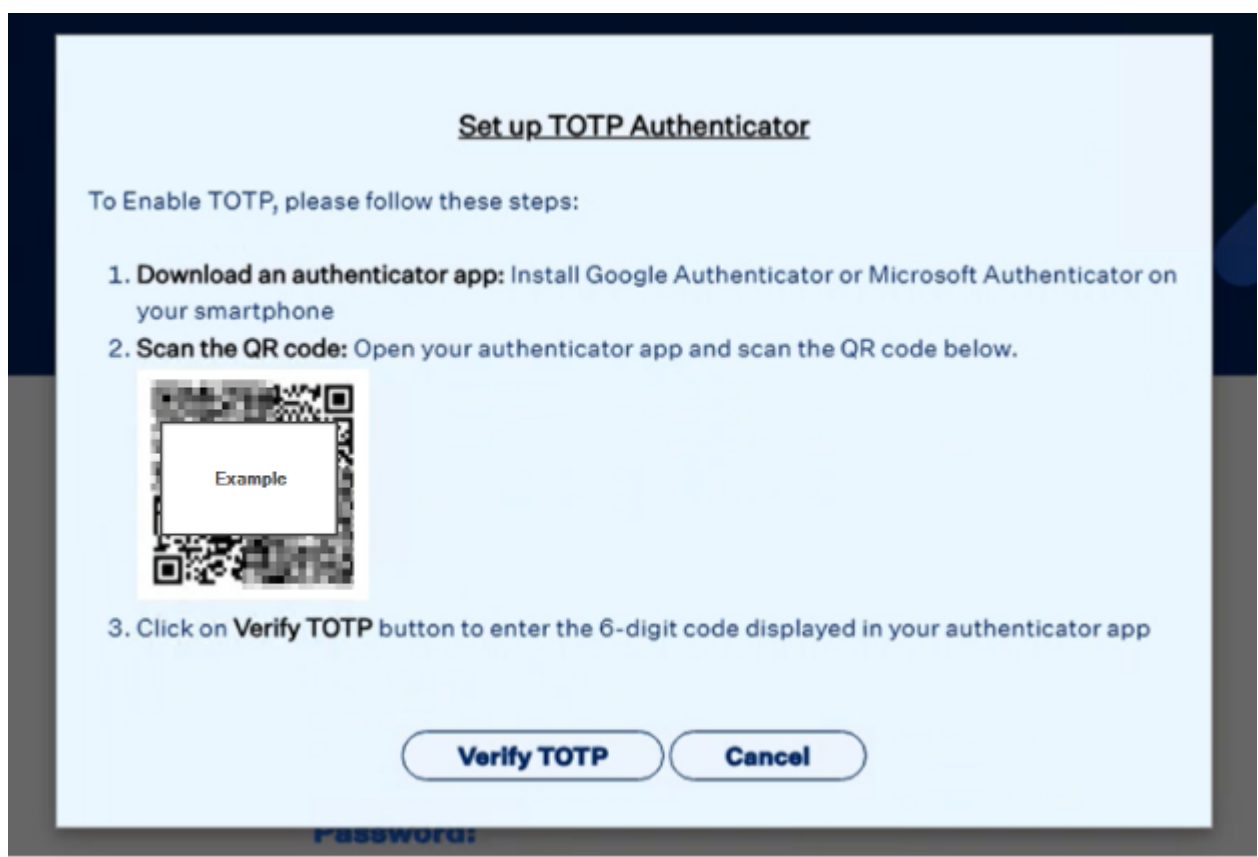 Set up TOTP Authenticator
To Enable TOTP, please follow these steps:
1. Download an authenticator app: Install Google Authenticator or Microsoft Authenticator on
your smartphone
2. Scan the QR code: Open your authenticator app and scan the QR code below.
Example
3. Click on Verify TOTP button to enter the 6-digit code displayed in your authenticator app
Verify TOTP
Cancel
Password: